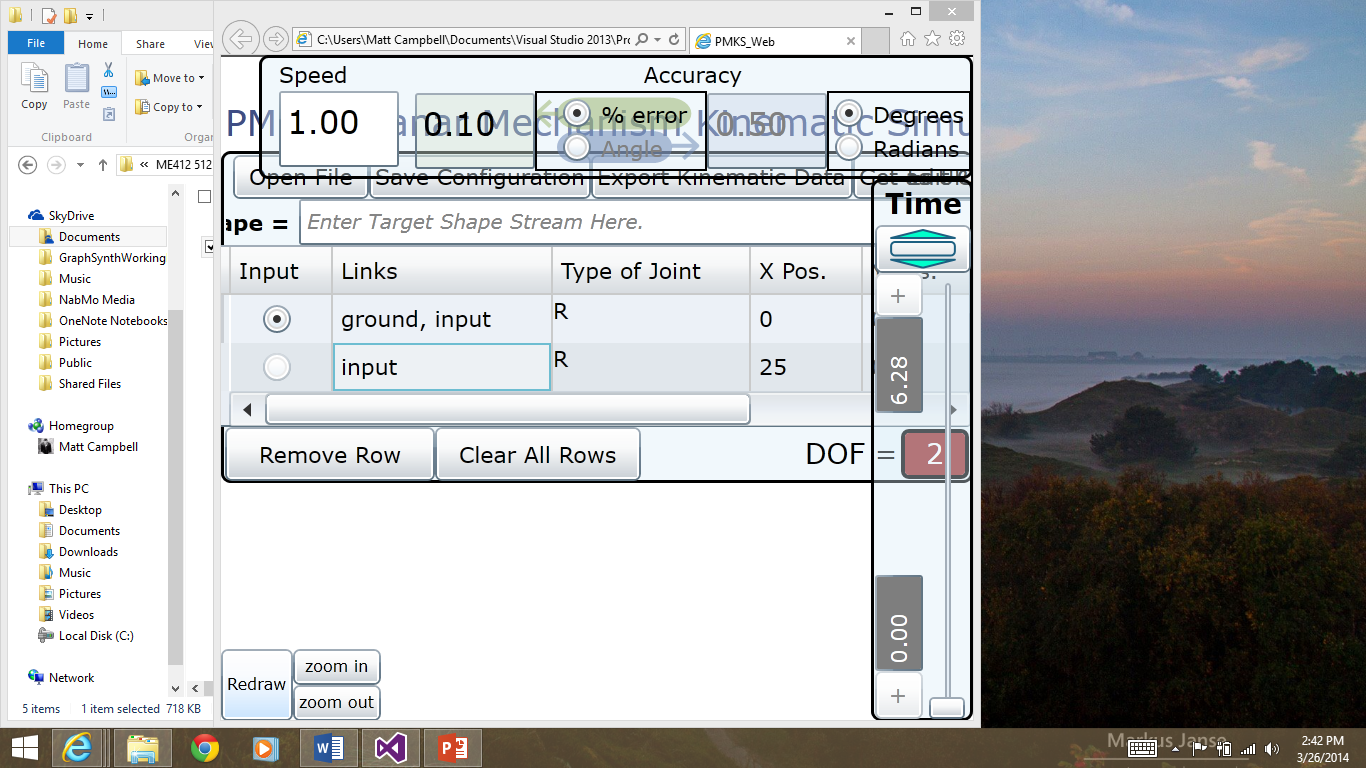 File
Home
Share
Copy
Paste
Move to
Copy to
Clipboard
ME412 512
SkyDrive
Documents
GraphSynthWorking
Music
NabMo Media
OneNote Notebooks
Pictures
Public
Shared Files
Homegroup
Matt Campbell
This PC
Desktop
Documents
Downloads
Music
Pictures
Videos
Local Disk (C:)
Network
5 items 1 item selected 718 KB
C:\Users\Matt Campbell\Documents\Visual Studio 2013\Pro
PMKS_Web
Speed
Accuracy
1.00
0.10
% error
Angle
0.50
Degrees
Radians
Mechanism Kinematic Simu
Open File
Save Configuration
Export Kinematic Data
ape =
Enter Target Shape Stream Here.
Input Links Type of Joint X Pos.
ground, input R 0
input R 25
Remove Row
Clear All Rows
DOF = 2
Time
+
6.28
0.00
+
Redraw
zoom in
zoom out
2:42 PM
3/26/2014